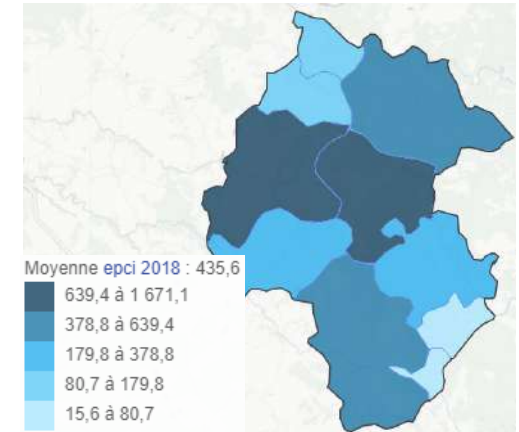 Moyenne epci 2018 : 435,6
639,4 à 1 671,1
378,8 à 639,4
179,8 à 378,8
80,7 à 179,8
15,6 à 80,7